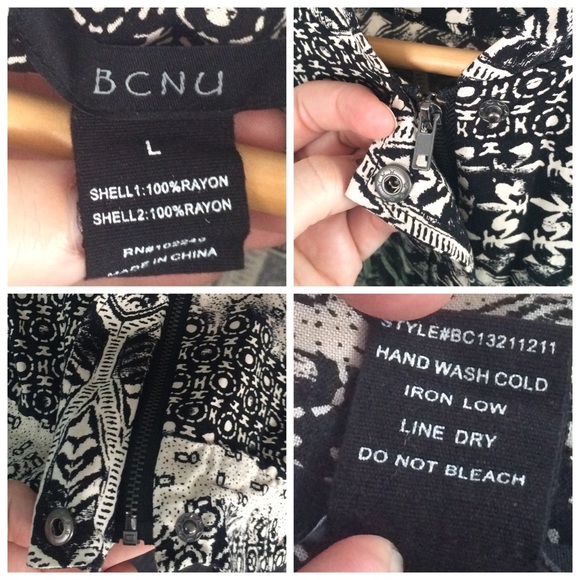 BCNU
L
SHELL1:100%RAYON
SHELL2:100%RAYON
RN#102249
MADE IN CHINA
STYLE#BC13211211
HAND WASH COLD
IRON LOW
LINE DRY
DO NOT BLEACH